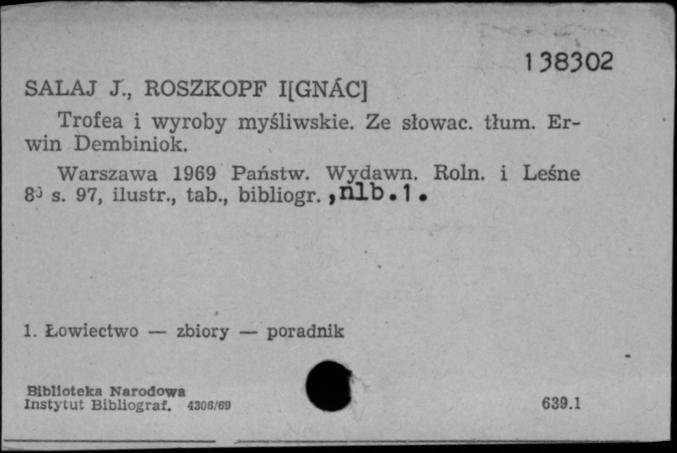 138302
SALAJ J., ROSZKOPF I[GNÁC]
Trofea i wyroby myśliwskie. Ze słowac. tłum. Er-
win Dembiniok.
Warszawa 1969 Państw. Wydawn. Roln. i Leśne
8° s. 97, ilustr., tab., bibliogr. , nlb. 1.
1. Łowiectwo — zbiory — poradnik
Biblioteka Narodowa
Instytut Bibliograf. 4306/69
639.1